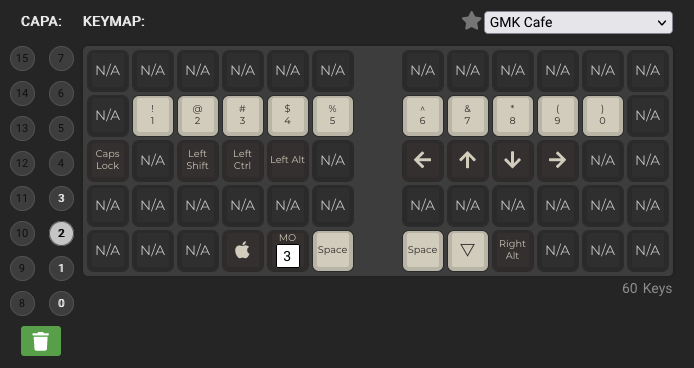 CAPA: KEYMAP: GMK Cafe
15 7 N/A N/A N/A N/A N/A N/A N/A N/A N/A N/A N/A N/A
14 6 N/A ! 1 @ 2 # 3 $ 4 % 5 ^ 6 & 7 * 8 ( 9 ) 0 N/A
13 5
12 4 Caps Lock N/A Left Shift Left Ctrl Left Alt N/A ← ↑ ↓ → N/A N/A
11 3 N/A N/A N/A N/A N/A N/A N/A N/A N/A N/A N/A N/A
10 2 N/A N/A N/A MO 3 Space Space ▽ Right Alt N/A N/A N/A
9 1
8 0
60 Keys